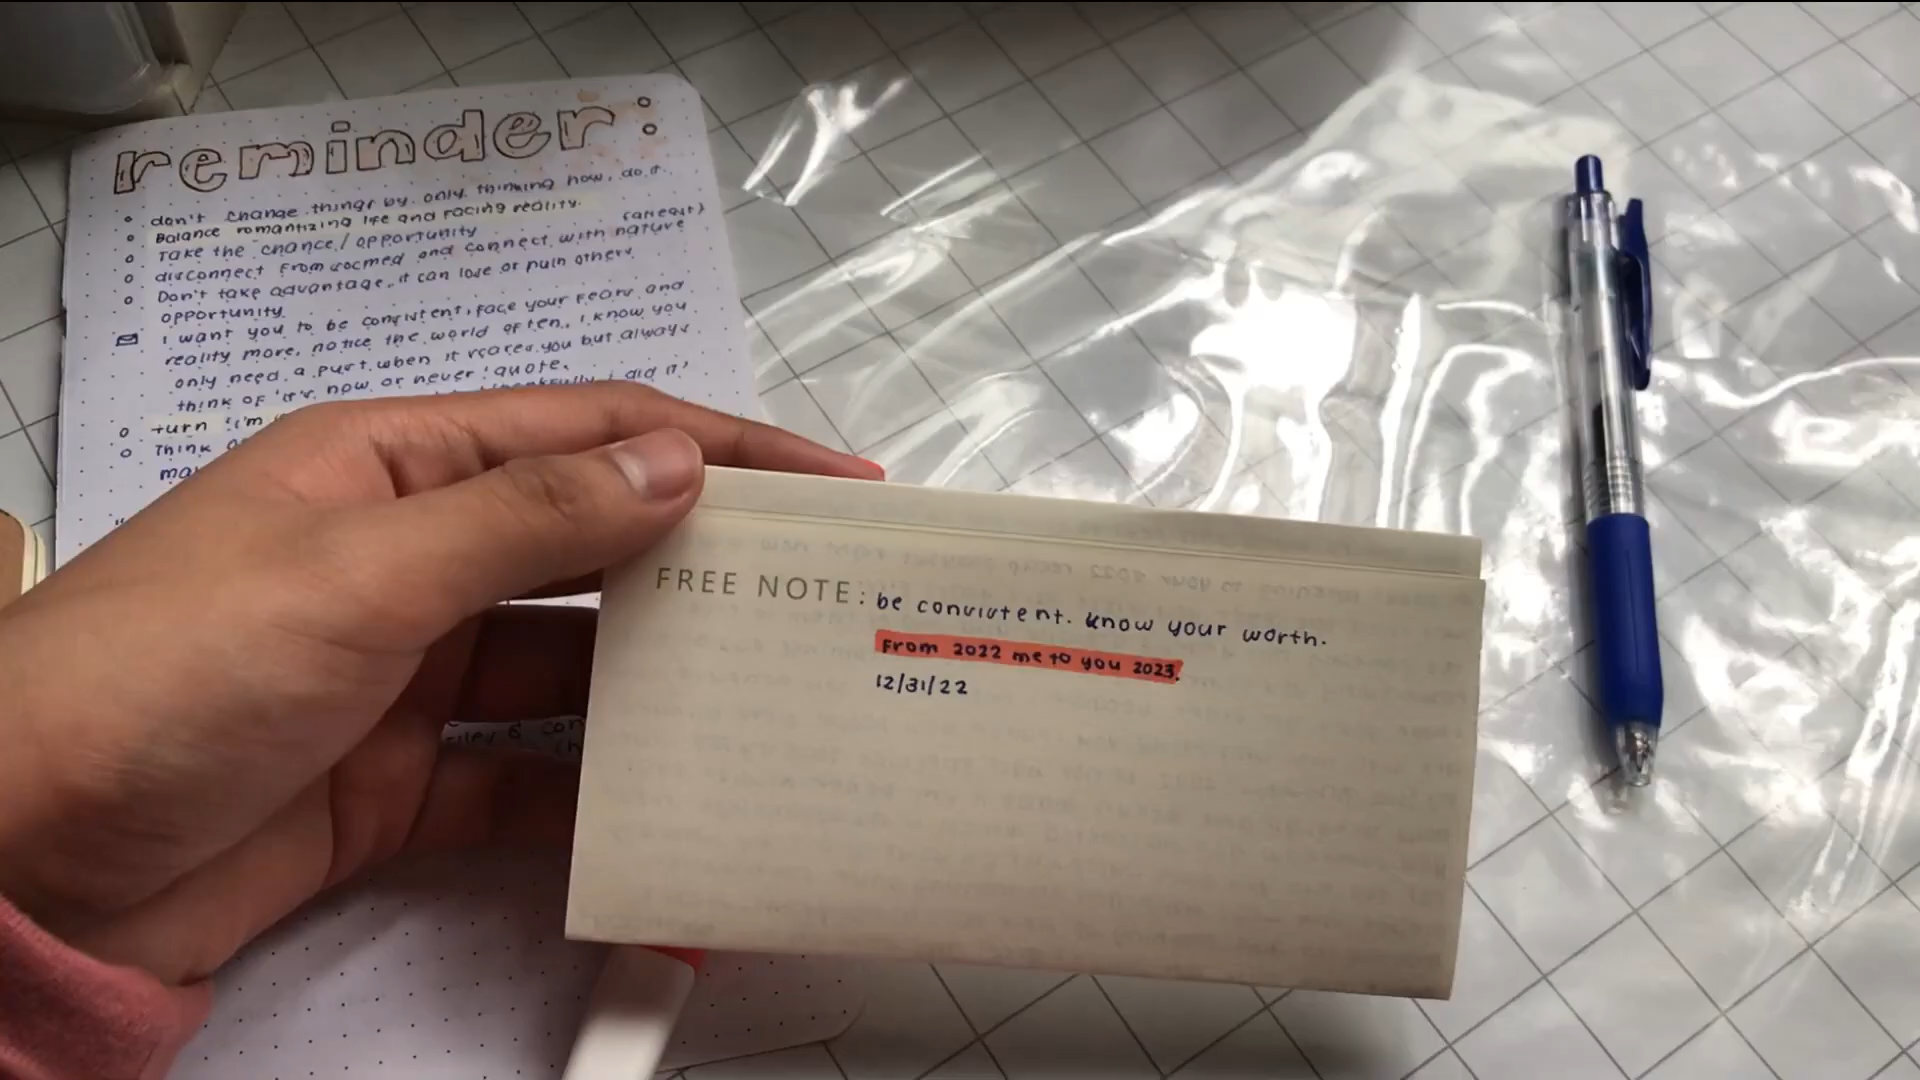 reminder:
don't change things by only thinking how, do it.
Balance romantizing life and facing reality.
Take the chance / opportunity (atleast)
disconnect from socmed and connect with nature
Don't take advantage, it can lose or ruin others
opportunity.
I want you to be consistent, face your fears and
reality more, notice the world often. I know you
only need a push when it scares you but always
think of 'it's now or never' quote.
turn 'i'm thankfully i did it'
Think
FREE NOTE: be consistent. know your worth.
From 2022 me to you 2023.
12/31/22